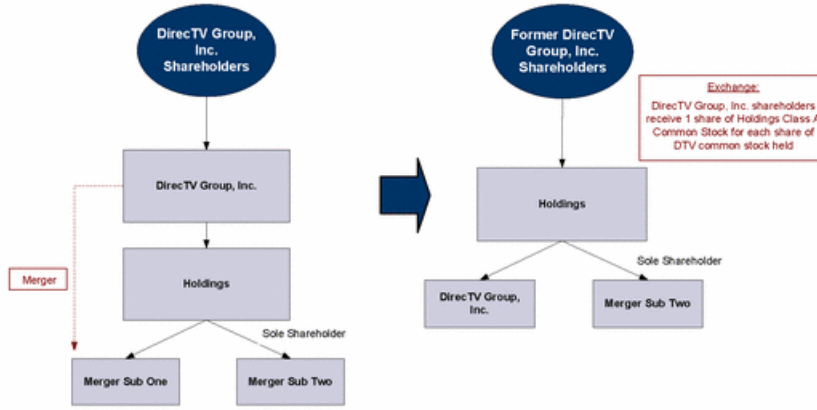 DirecTV Group,
Inc.
Shareholders
DirecTV Group, Inc.
Holdings
Merger
Sole Shareholder
Merger Sub One
Merger Sub Two
Former DirecTV
Group, Inc.
Shareholders
Exchange:
DirecTV Group, Inc. shareholders
receive 1 share of Holdings Class A
Common Stock for each share of
DTV common stock held
Holdings
Sole Shareholder
DirecTV Group,
Inc.
Merger Sub Two